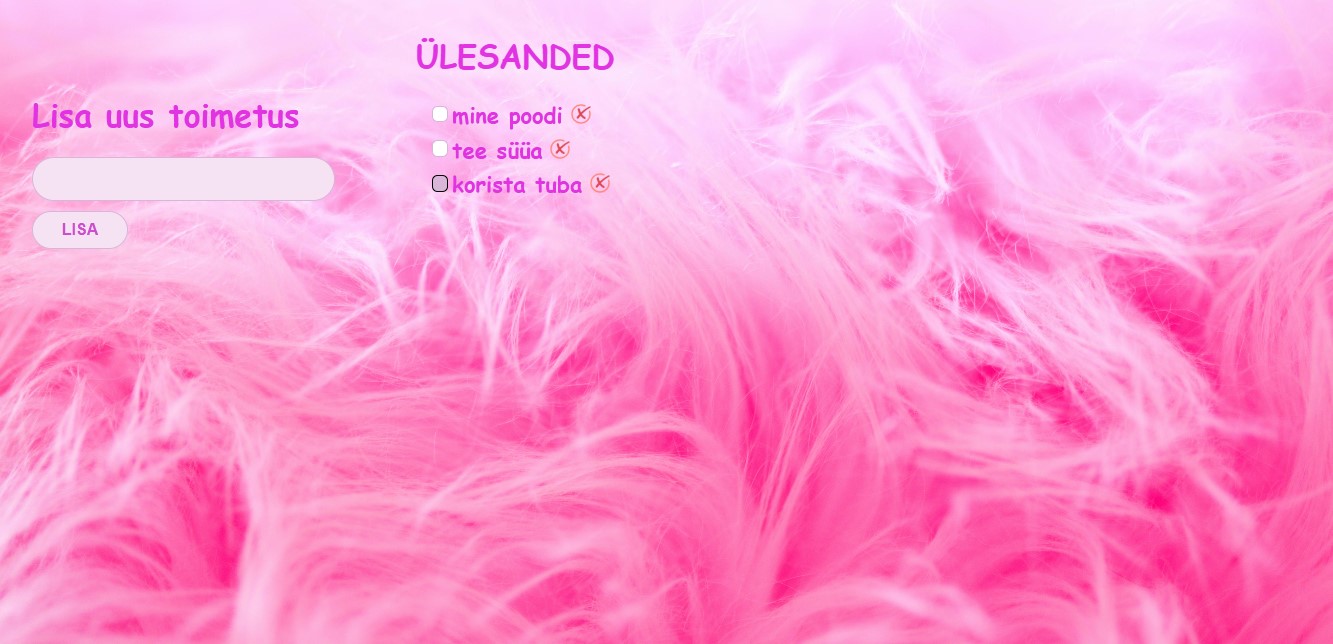 ÜLESANDED
Lisa uus toimetus
LISA
mine poodi
tee süüa
korista tuba